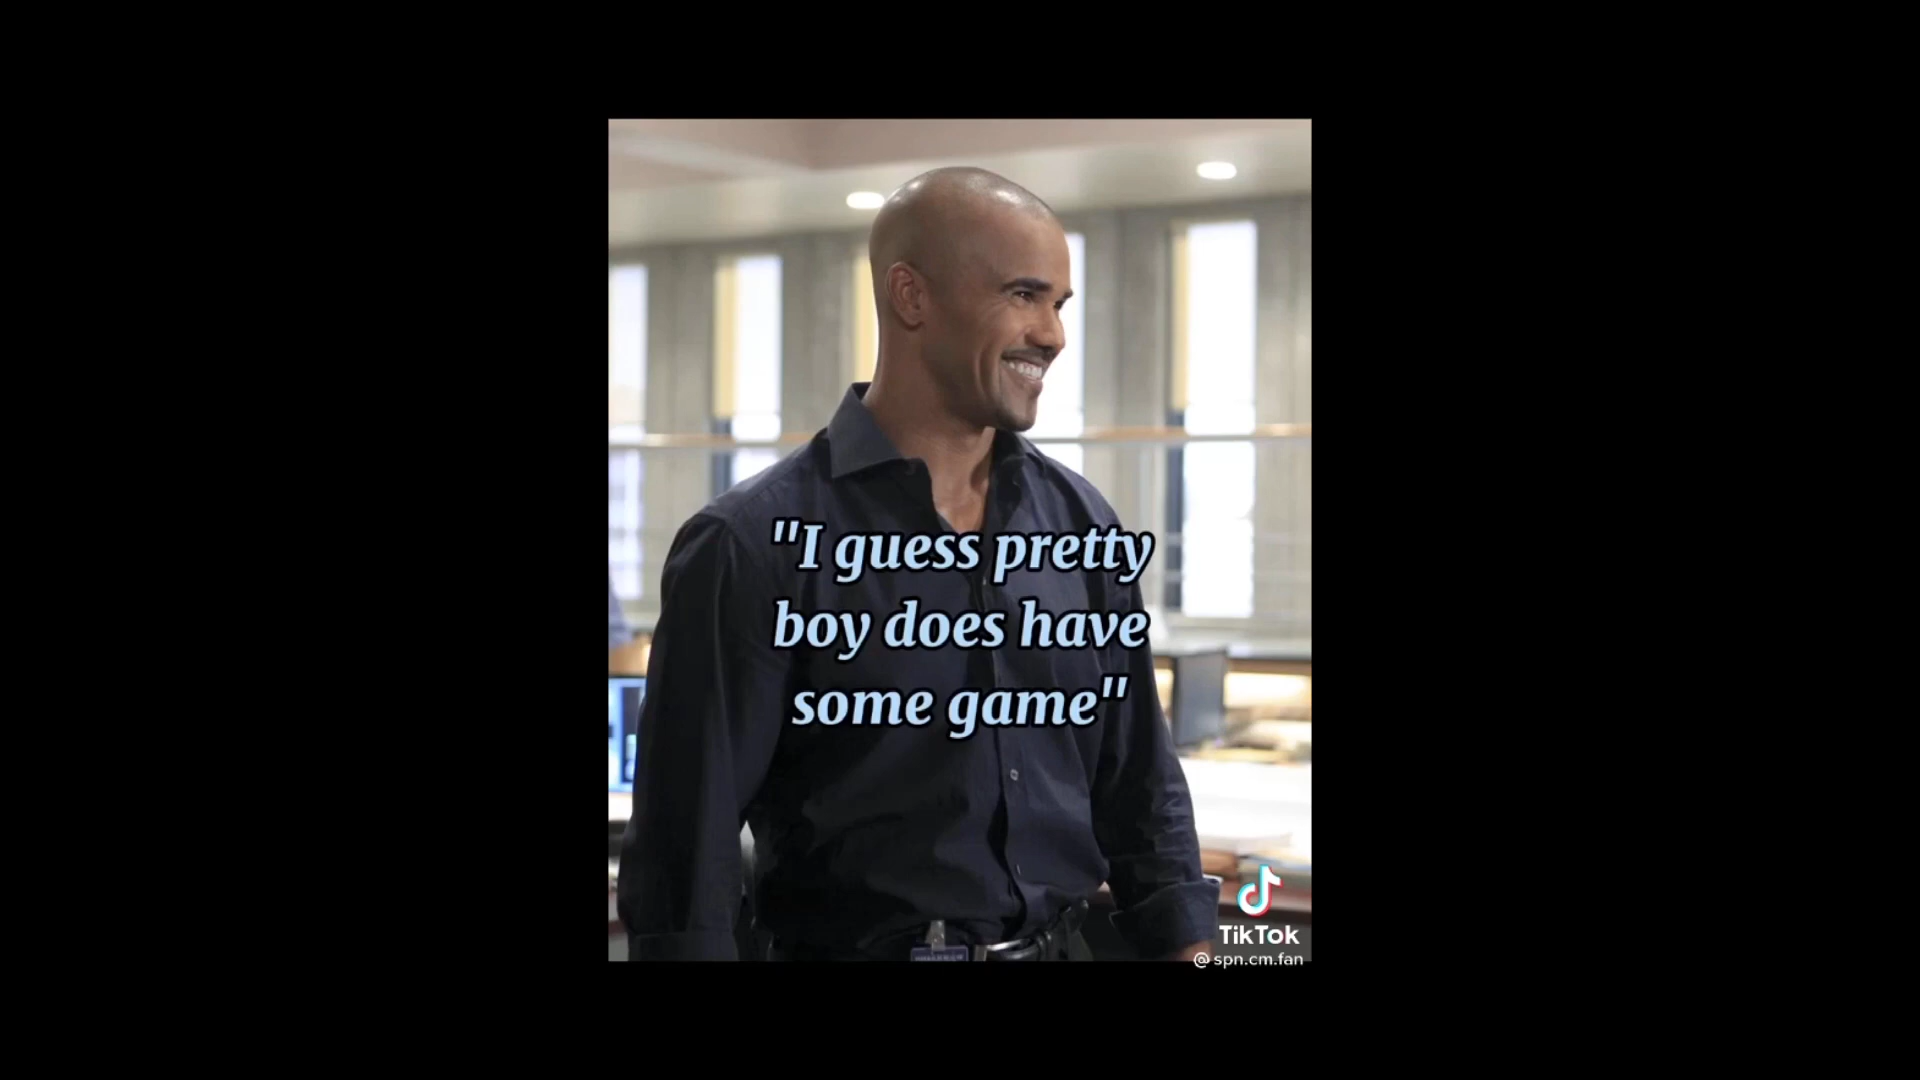 "I guess pretty
boy does have
some game"
TikTok
@spn.cm.fan